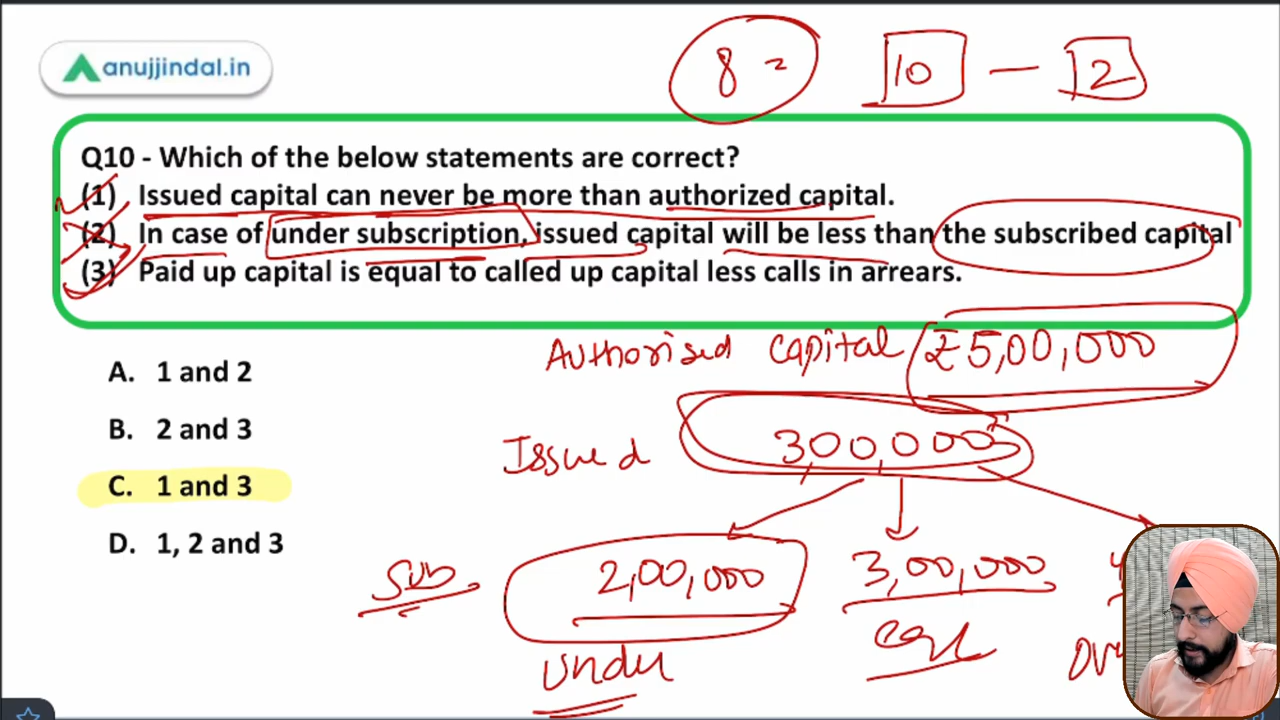 anujjindal.in
8 = 10 - 2
Q10 - Which of the below statements are correct?
(1) Issued capital can never be more than authorized capital.
(2) In case of under subscription, issued capital will be less than the subscribed capital
(3) Paid up capital is equal to called up capital less calls in arrears.
Authorised capital ₹5,00,000
A. 1 and 2
B. 2 and 3
Issued 3,00,000
C. 1 and 3
D. 1, 2 and 3
Sub 2,00,000 3,00,000
Under